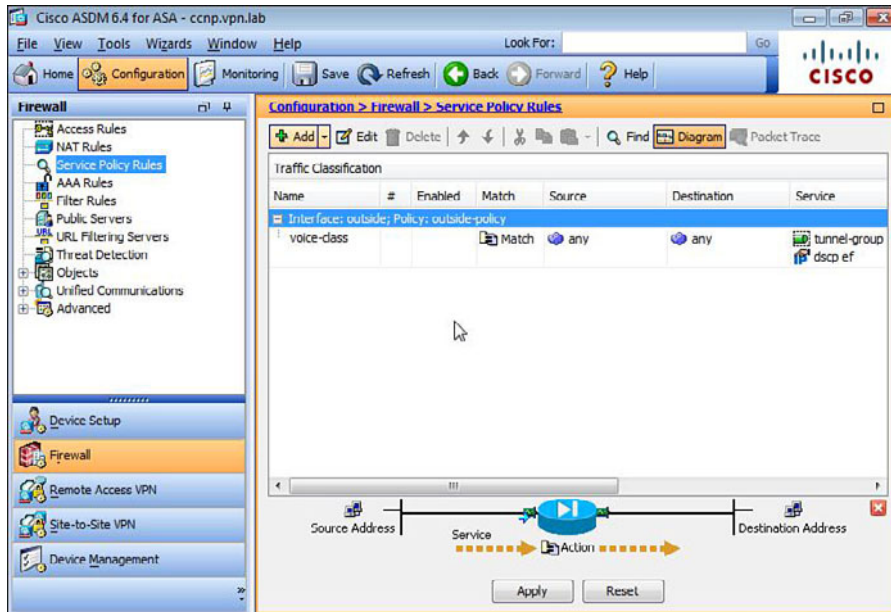 Cisco ASDM 6.4 for ASA - ccnp.vpn.lab
File View Tools Wizards Window Help Look For: Go
Home Configuration Monitoring Save Refresh Back Forward Help
CISCO
Firewall
Access Rules
NAT Rules
Service Policy Rules
AAA Rules
Filter Rules
Public Servers
URL Filtering Servers
Threat Detection
Objects
Unified Communications
Advanced
Device Setup
Firewall
Remote Access VPN
Site-to-Site VPN
Device Management
Configuration > Firewall > Service Policy Rules
Add Edit Delete Find Diagram Packet Trace
Traffic Classification
Name # Enabled Match Source Destination Service
Interface: outside; Policy: outside-policy
voice-class Match any any tunnel-group
dscp ef
Source Address Service Action Destination Address
Apply Reset